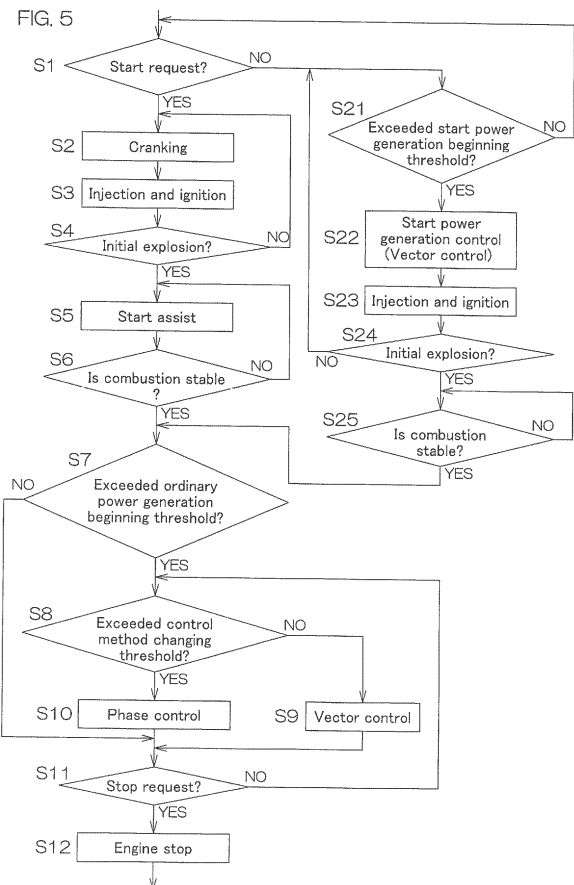 FIG. 5
S1
Start request?
NO
YES
S2
Cranking
S3
Injection and ignition
S4
Initial explosion?
NO
YES
S5
Start assist
S6
Is combustion stable
?
NO
YES
S21
Exceeded start power
generation beginning
threshold?
NO
YES
S22
Start power
generation control
(Vector control)
S23
Injection and ignition
S24
Initial explosion?
NO
YES
S25
Is combustion
stable?
NO
YES
S7
NO
Exceeded ordinary
power generation
beginning threshold?
YES
S8
Exceeded control
method changing
threshold?
NO
YES
S10
Phase control
S9
Vector control
S11
Stop request?
NO
YES
S12
Engine stop